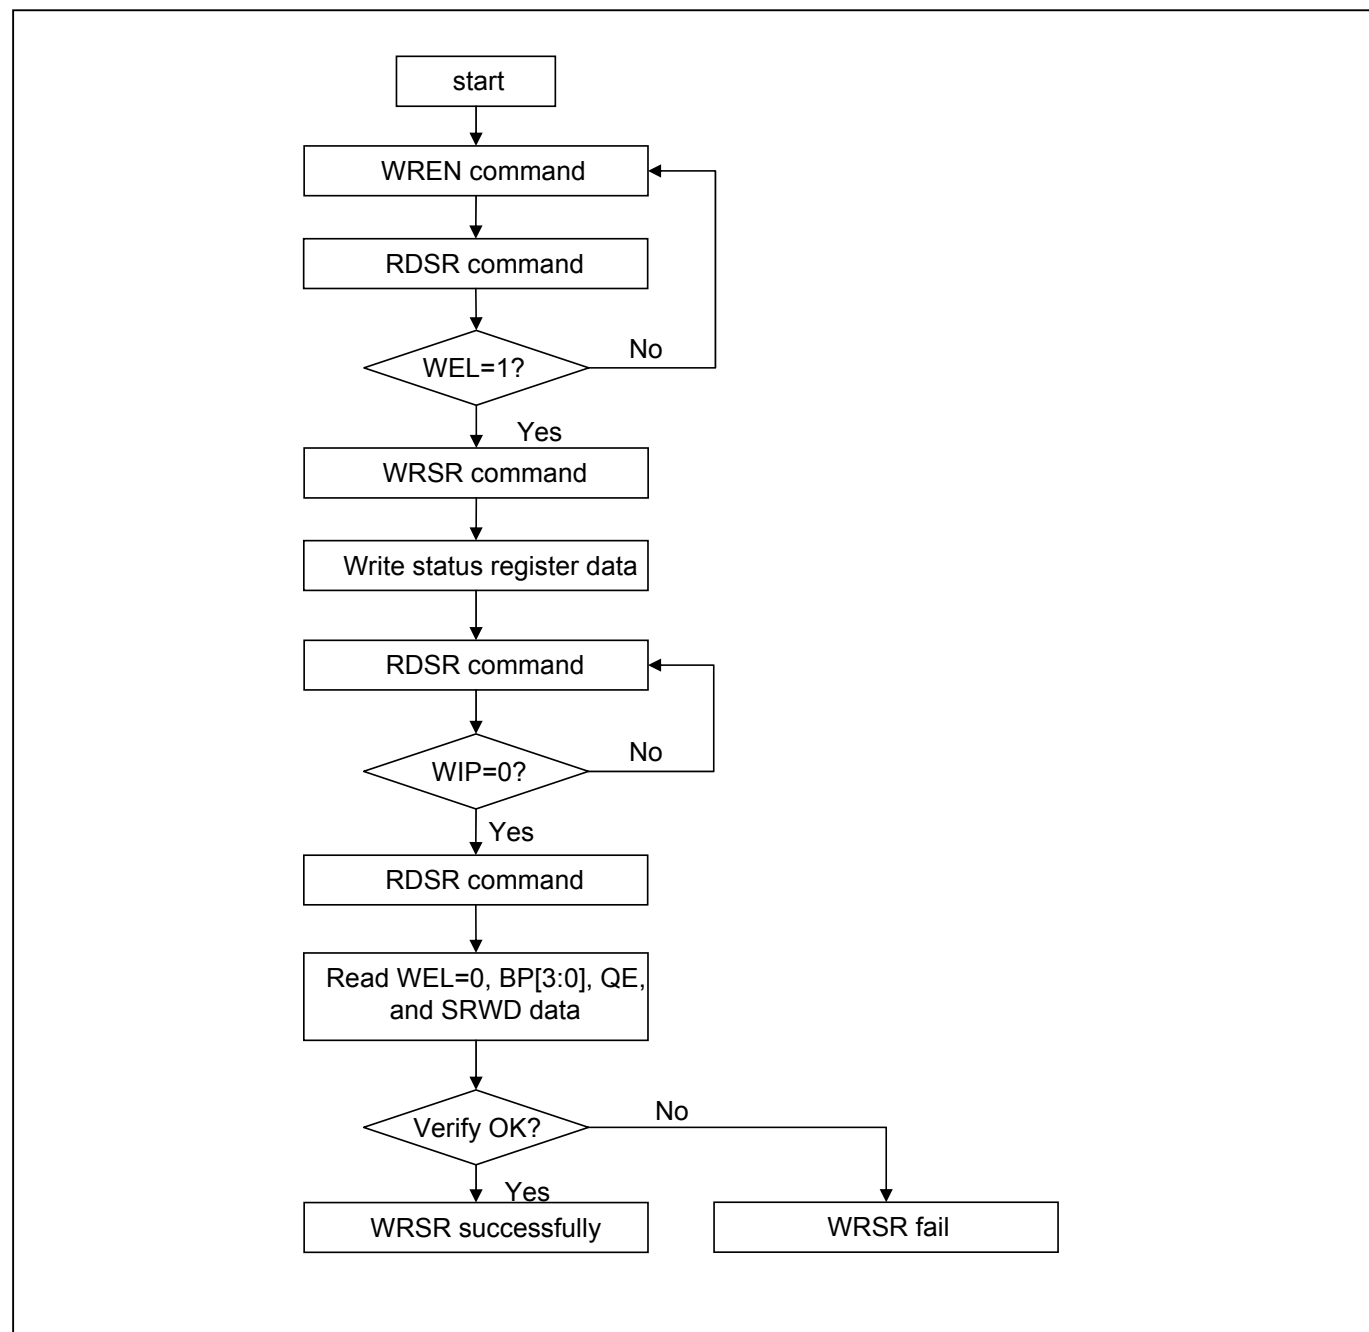 start
WREN command
RDSR command
WEL=1?
No
Yes
WRSR command
Write status register data
RDSR command
WIP=0?
No
Yes
RDSR command
Read WEL=0, BP[3:0], QE,
and SRWD data
Verify OK?
No
Yes
WRSR successfully
WRSR fail